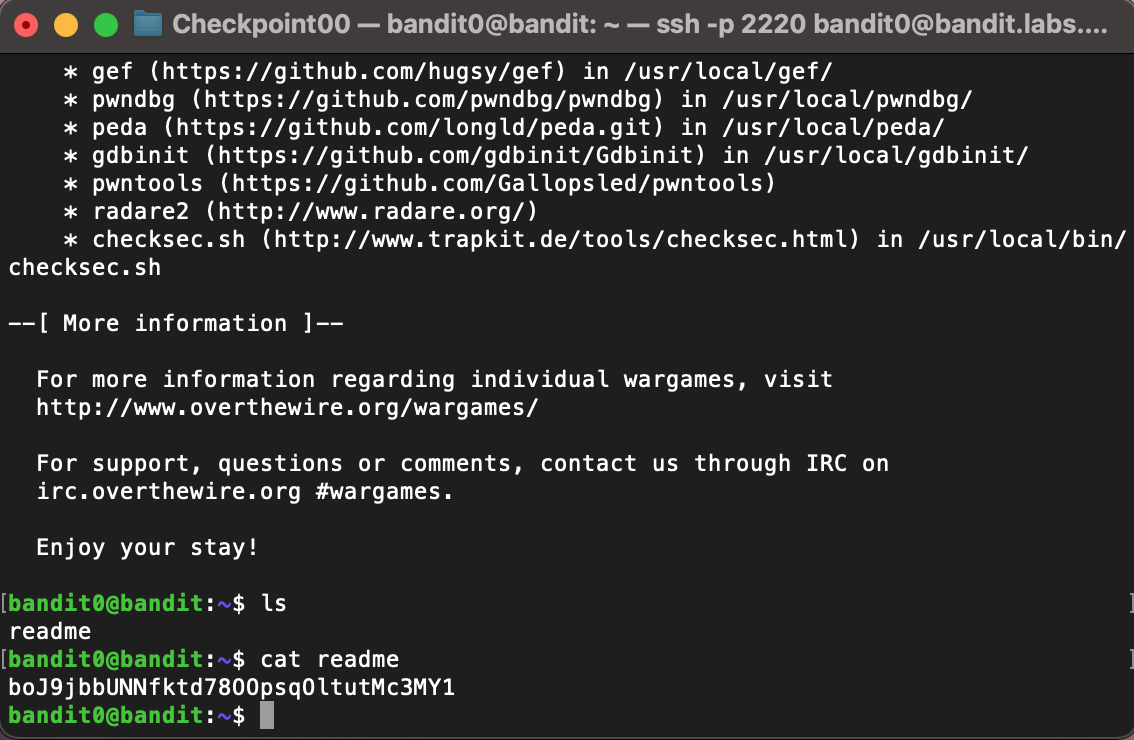 Checkpoint00 — bandit0@bandit: ~ — ssh -p 2220 bandit0@bandit.labs....
* gef (https://github.com/hugsy/gef) in /usr/local/gef/
* pwndbg (https://github.com/pwndbg/pwndbg) in /usr/local/pwndbg/
* peda (https://github.com/longld/peda.git) in /usr/local/peda/
* gdbinit (https://github.com/gdbinit/Gdbinit) in /usr/local/gdbinit/
* pwntools (https://github.com/Gallopsled/pwntools)
* radare2 (http://www.radare.org/)
* checksec.sh (http://www.trapkit.de/tools/checksec.html) in /usr/local/bin/
checksec.sh
--[ More information ]--
For more information regarding individual wargames, visit
http://www.overthewire.org/wargames/
For support, questions or comments, contact us through IRC on
irc.overthewire.org #wargames.
Enjoy your stay!
[bandit0@bandit:~$ ls ]
readme
[bandit0@bandit:~$ cat readme ]
boJ9jbbUNNfktd78OOpsqOltutMc3MY1
bandit0@bandit:~$